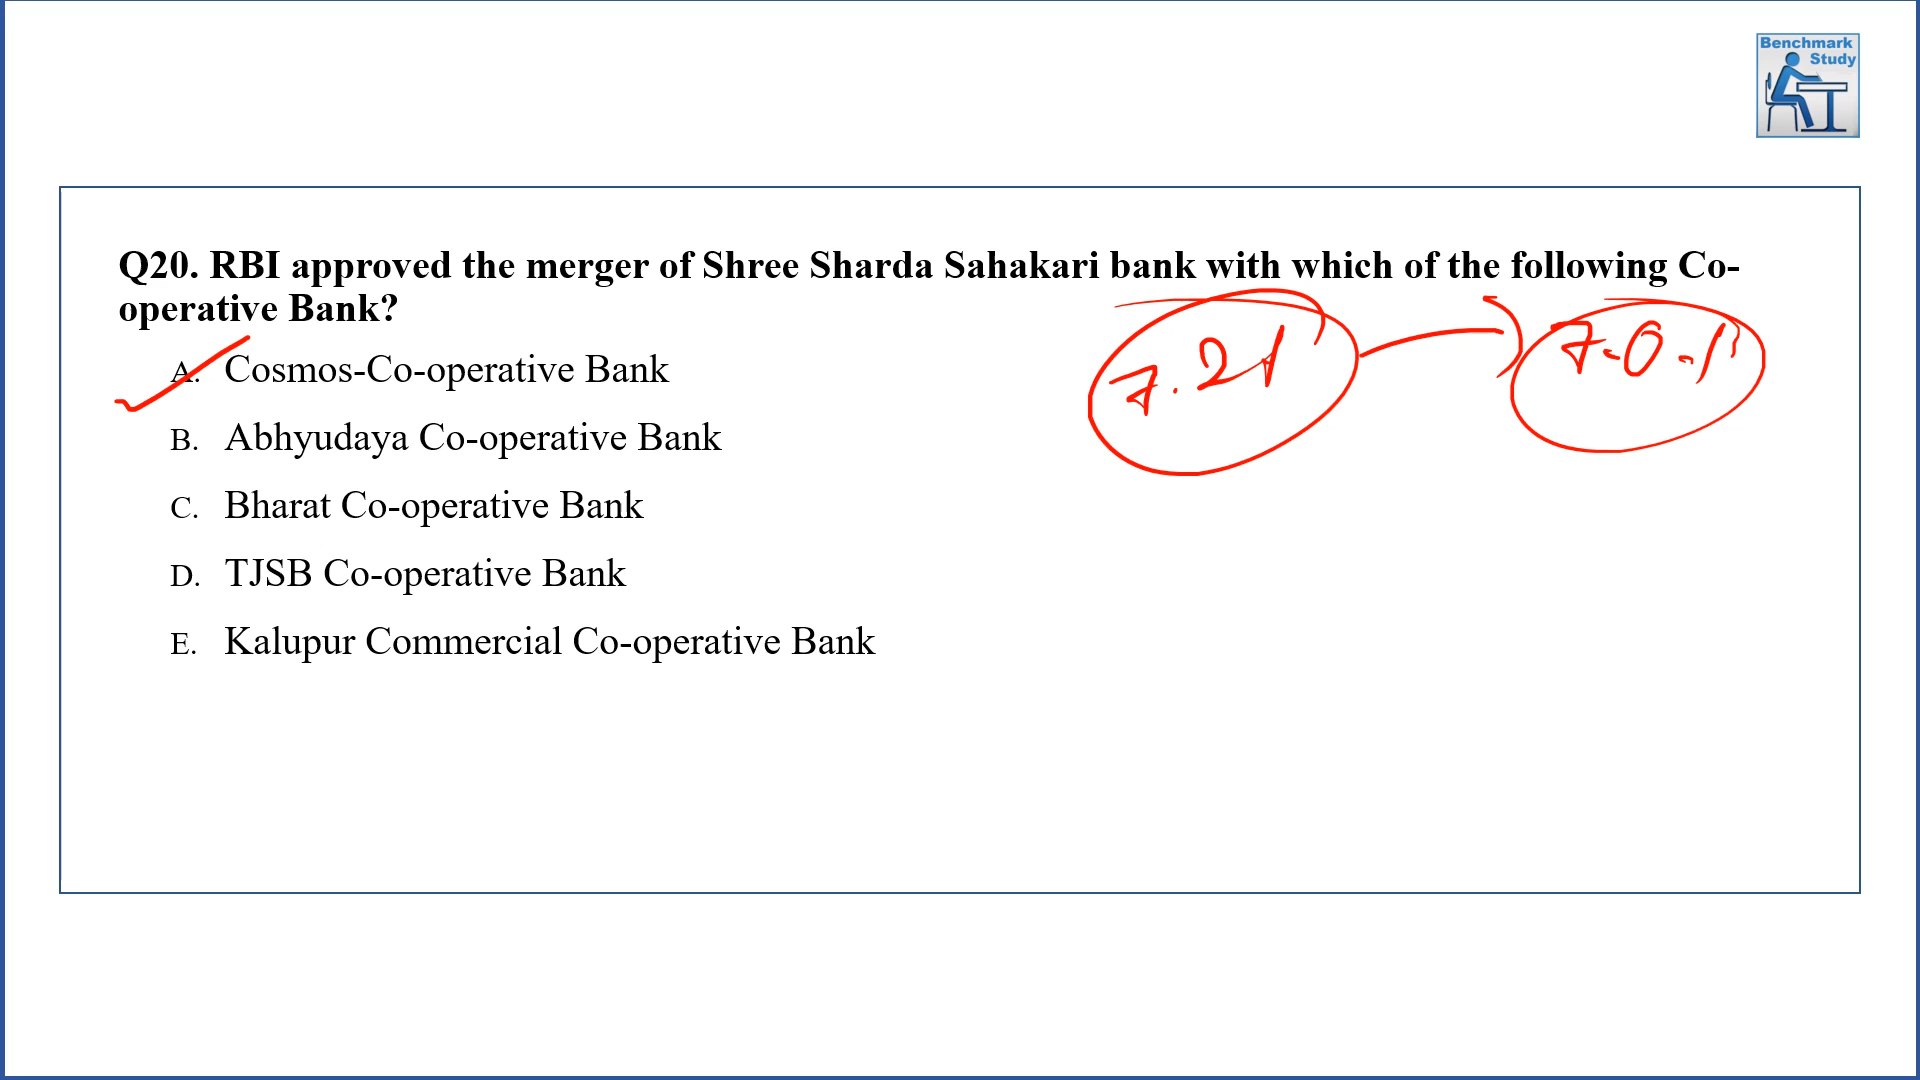 Benchmark
Study
Q20. RBI approved the merger of Shree Sharda Sahakari bank with which of the following Co-
operative Bank?
A. Cosmos-Co-operative Bank
7.21
7.0.1
B. Abhyudaya Co-operative Bank
C. Bharat Co-operative Bank
D. TJSB Co-operative Bank
E. Kalupur Commercial Co-operative Bank